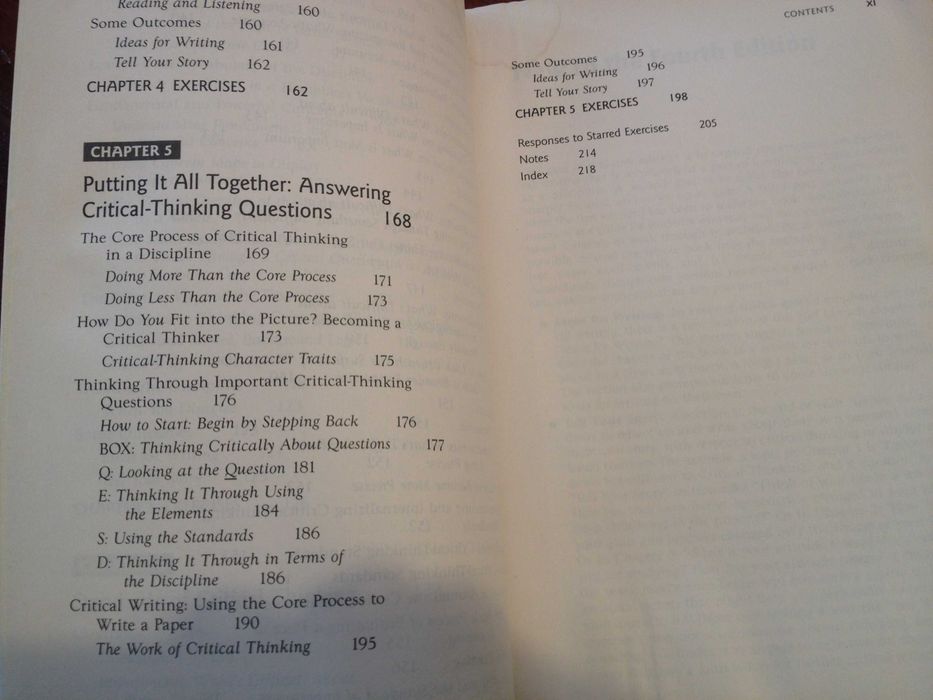 Reading and Listening 160
Some Outcomes 160
Ideas for Writing 161
Tell Your Story 162
CHAPTER 4 EXERCISES 162
CHAPTER 5
Putting It All Together: Answering
Critical-Thinking Questions 168
The Core Process of Critical Thinking
in a Discipline 169
Doing More Than the Core Process 171
Doing Less Than the Core Process 173
How Do You Fit into the Picture? Becoming a
Critical Thinker 173
Critical-Thinking Character Traits 175
Thinking Through Important Critical-Thinking
Questions 176
How to Start: Begin by Stepping Back 176
BOX: Thinking Critically About Questions 177
Q: Looking at the Question 181
E: Thinking It Through Using
the Elements 184
S: Using the Standards 186
D: Thinking It Through in Terms of
the Discipline 186
Critical Writing: Using the Core Process to
Write a Paper 190
The Work of Critical Thinking 195
CONTENTS xi
Some Outcomes 195
Ideas for Writing 196
Tell Your Story 197
CHAPTER 5 EXERCISES 198
Responses to Starred Exercises 205
Notes 214
Index 218